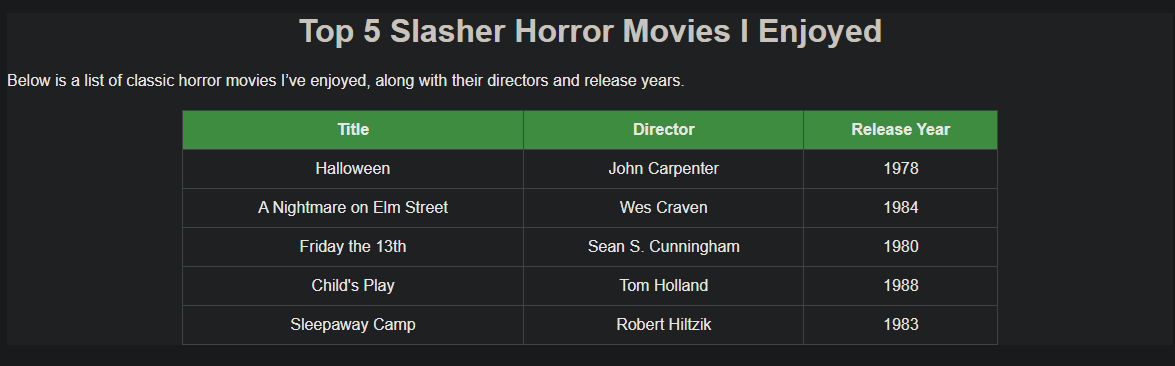 Top 5 Slasher Horror Movies I Enjoyed
Below is a list of classic horror movies I’ve enjoyed, along with their directors and release years.
Title Director Release Year
Halloween John Carpenter 1978
A Nightmare on Elm Street Wes Craven 1984
Friday the 13th Sean S. Cunningham 1980
Child's Play Tom Holland 1988
Sleepaway Camp Robert Hiltzik 1983